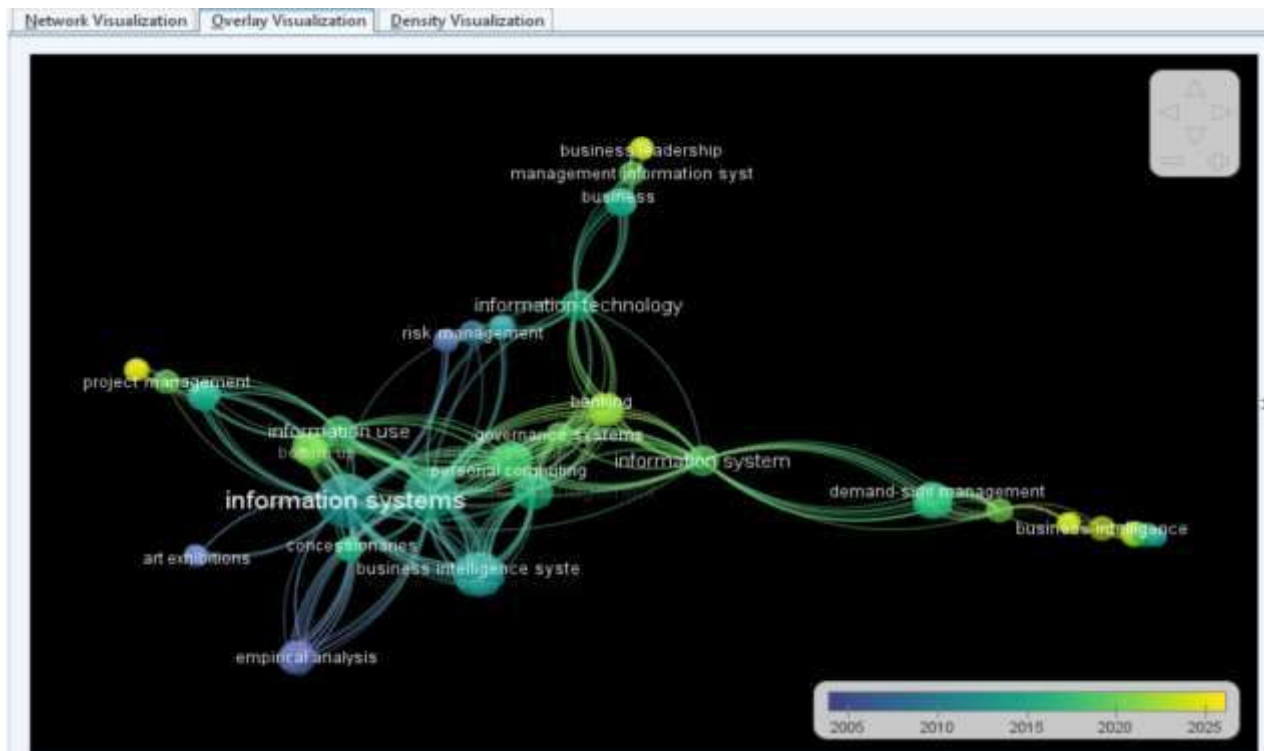 Network Visualization Overlay Visualization Density Visualization
business leadership
management information syst
business
information technology
risk management
project management
banking
information use
governance systems
information system
personal computing
demand-side management
information systems
business intelligence
concessionaries
art exhibitions
business intelligence syste
empirical analysis
2005 2010 2015 2020 2025